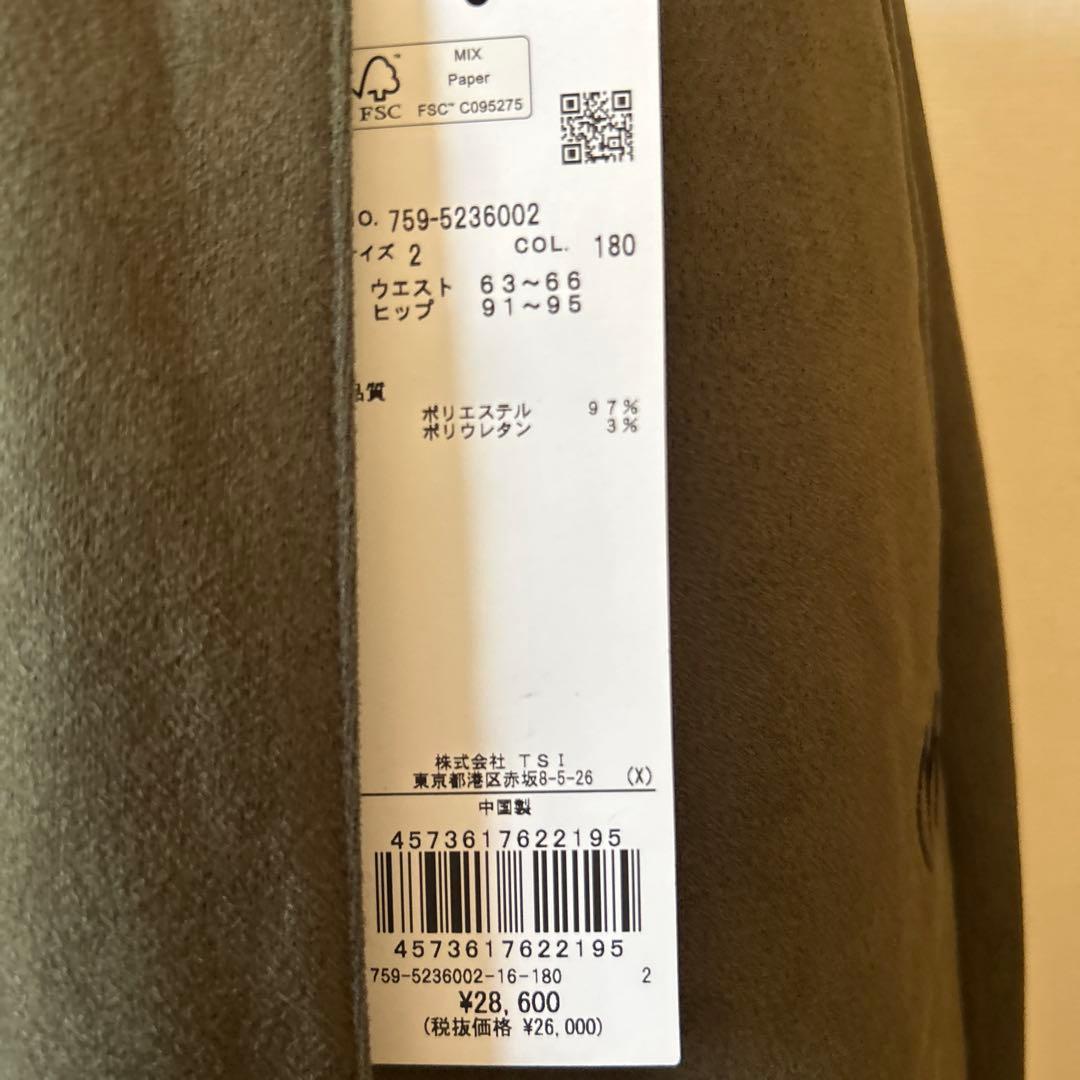 MIX
Paper
FSC™ C095275
FSC
O. 759-5236002
イズ 2 COL. 180
ウエスト 63～66
ヒップ 91～95
品質
ポリエステル 97%
ポリウレタン 3%
株式会社 TSI
東京都港区赤坂8-5-26 (X)
中国製
4573617622195
4573617622195
759-5236002-16-180 2
¥28,600
(税抜価格 ¥26,000)